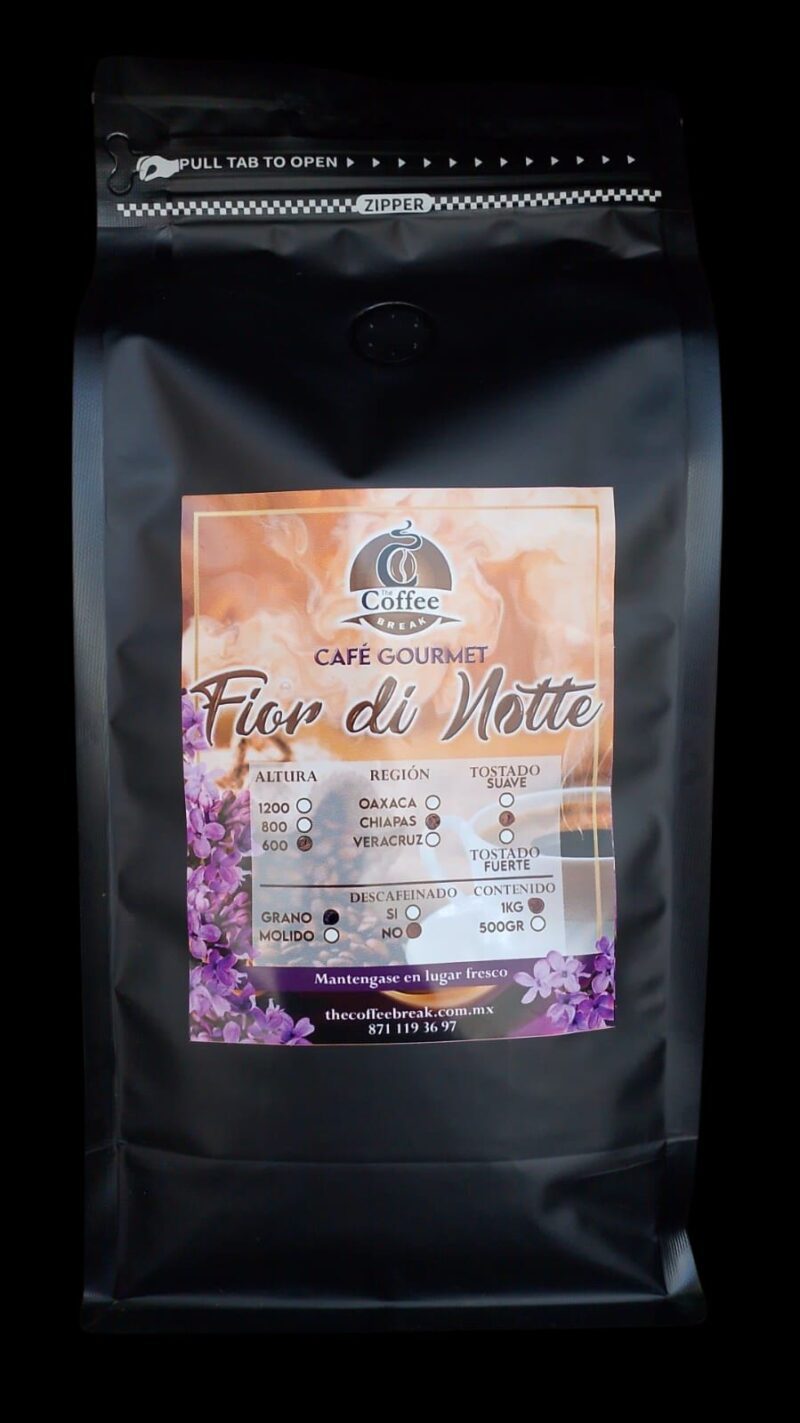 PULL TAB TO OPEN
ZIPPER
The
Coffee
BREAK
CAFÉ GOURMET
Fior di Notte
ALTURA
1200
800
600
REGIÓN
OAXACA
CHIAPAS
VERACRUZ
TOSTADO
SUAVE
TOSTADO
FUERTE
GRANO
MOLIDO
DESCAFEINADO
SI
NO
CONTENIDO
1KG
500GR
Mantengase en lugar fresco
thecoffeebreak.com.mx
871 119 36 97